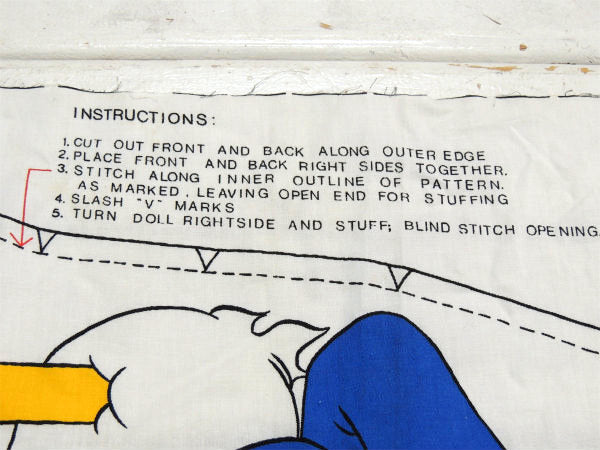 INSTRUCTIONS:
1. CUT OUT FRONT AND BACK ALONG OUTER EDGE
2. PLACE FRONT AND BACK RIGHT SIDES TOGETHER.
3. STITCH ALONG INNER OUTLINE OF PATTERN.
AS MARKED, LEAVING OPEN END FOR STUFFING
4. SLASH "V" MARKS
5. TURN DOLL RIGHTSIDE AND STUFF; BLIND STITCH OPENING.